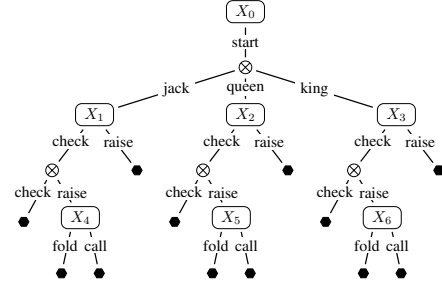 X₀
start
jack queen king
X₁ X₂ X₃
check raise check raise check raise
check raise check raise check raise
X₄ X₅ X₆
fold call fold call fold call